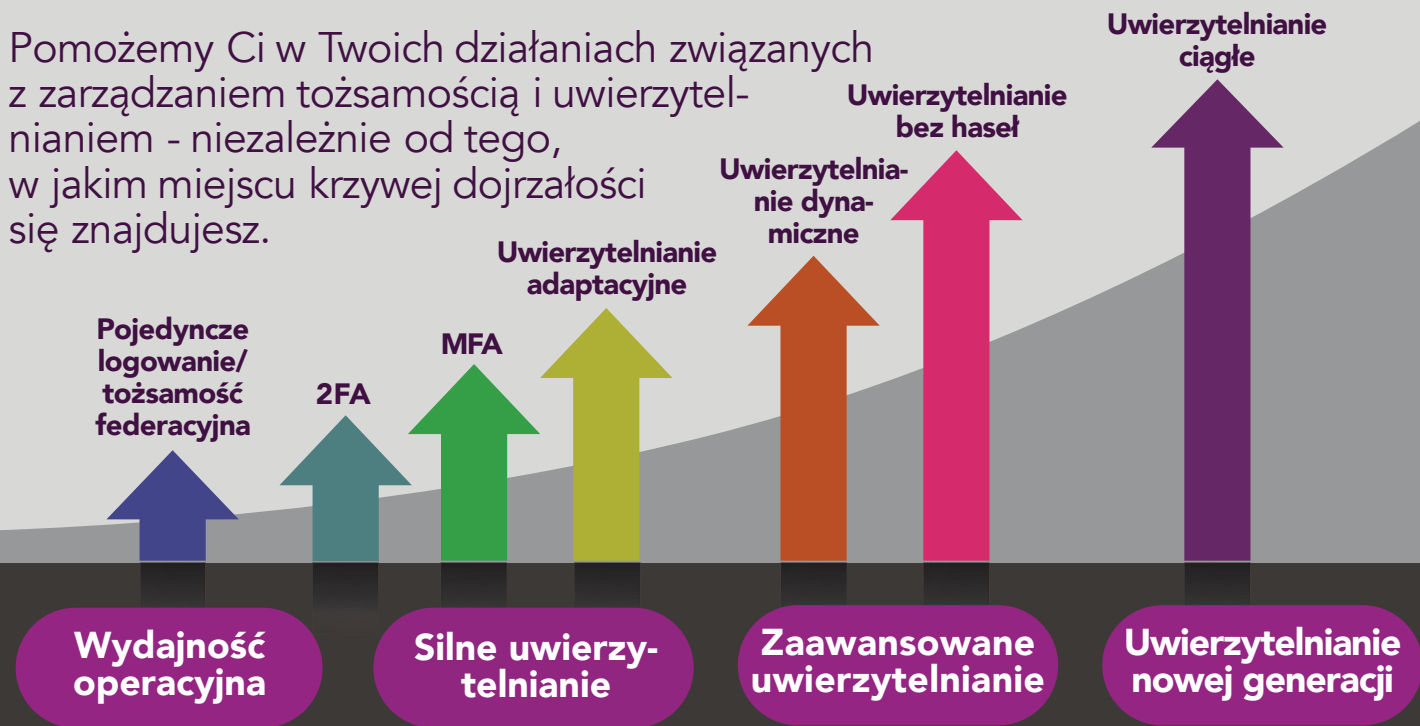 Pomożemy Ci w Twoich działaniach związanych
z zarządzaniem tożsamością i uwierzytel-
nianiem - niezależnie od tego,
w jakim miejscu krzywej dojrzałości
się znajdujesz.
Pojedyncze
logowanie/
tożsamość
federacyjna
2FA
MFA
Uwierzytelnianie
adaptacyjne
Uwierzytelnia-
nie dyna-
miczne
Uwierzytelnianie
bez haseł
Uwierzytelnianie
ciągłe
Wydajność
operacyjna
Silne uwierzy-
telnianie
Zaawansowane
uwierzytelnianie
Uwierzytelnianie
nowej generacji